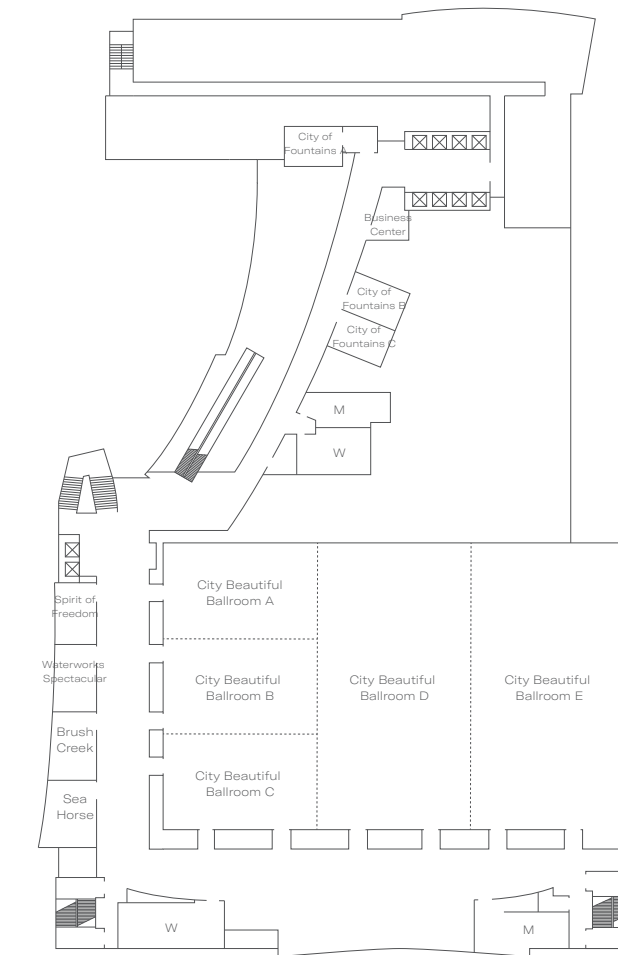 City of
Fountains A
Business
Center
City of
Fountains B
City of
Fountains C
M
W
City Beautiful
Ballroom A
Spirit of
Freedom
Waterworks
Spectacular
City Beautiful
Ballroom B
City Beautiful
Ballroom D
City Beautiful
Ballroom E
Brush
Creek
City Beautiful
Ballroom C
Sea
Horse
W
M